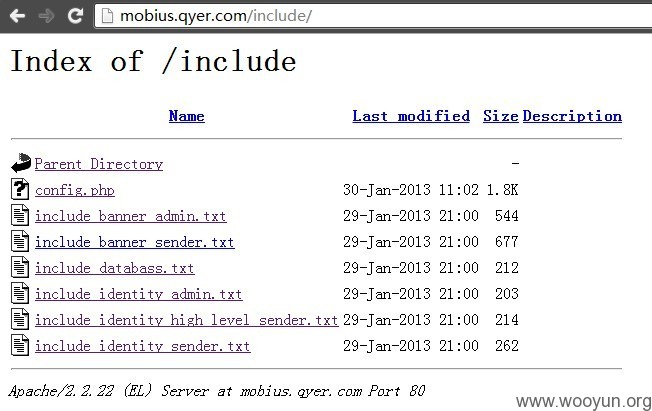 mobius.qyer.com/include/
Index of /include
Name Last modified Size Description
Parent Directory -
config.php 30-Jan-2013 11:02 1.8K
include_banner_admin.txt 29-Jan-2013 21:00 544
include_banner_sender.txt 29-Jan-2013 21:00 677
include_databass.txt 29-Jan-2013 21:00 212
include_identity_admin.txt 29-Jan-2013 21:00 203
include_identity_high_level_sender.txt 29-Jan-2013 21:00 214
include_identity_sender.txt 29-Jan-2013 21:00 262
Apache/2.2.22 (EL) Server at mobius.qyer.com Port 80
www.wooyun.org